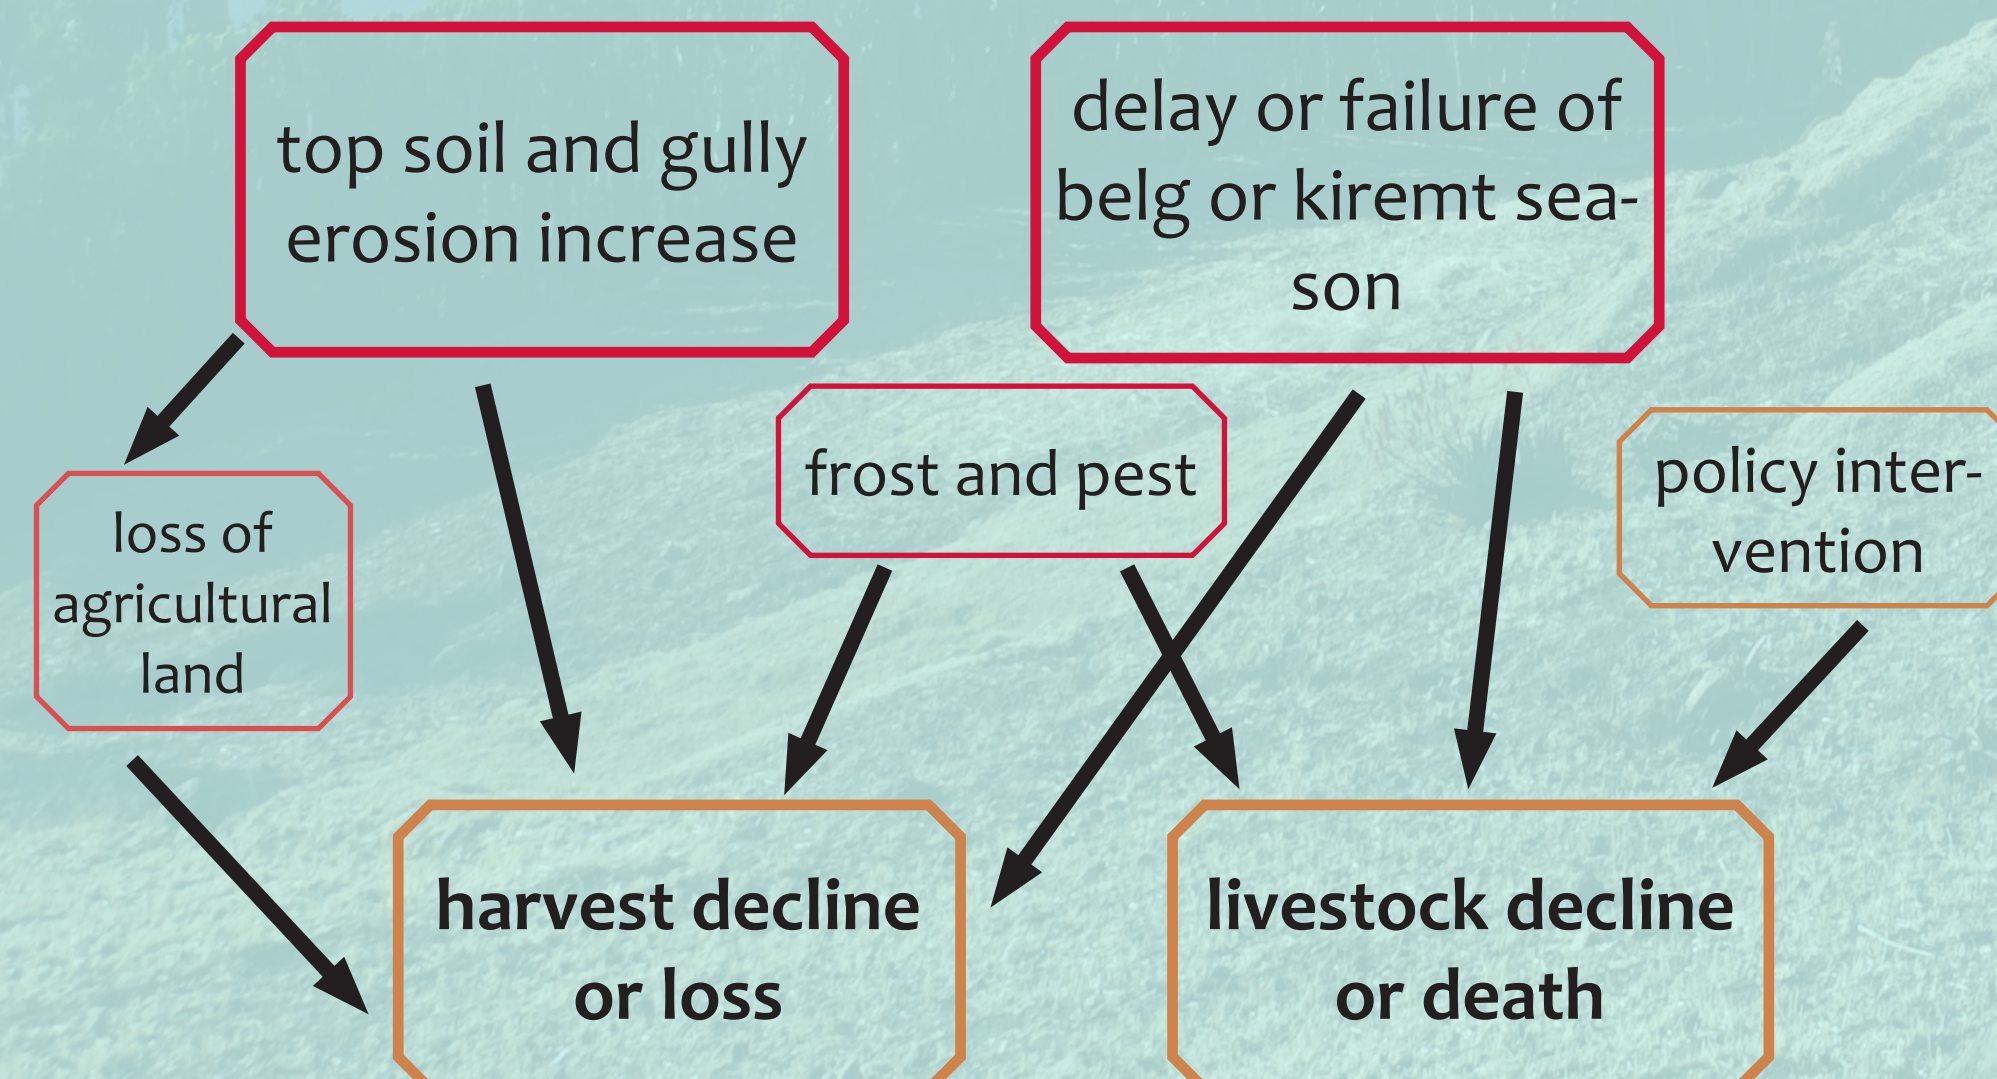 top soil and gully
erosion increase
delay or failure of
belg or kiremt sea-
son
frost and pest
policy inter-
vention
loss of
agricultural
land
harvest decline
or loss
livestock decline
or death